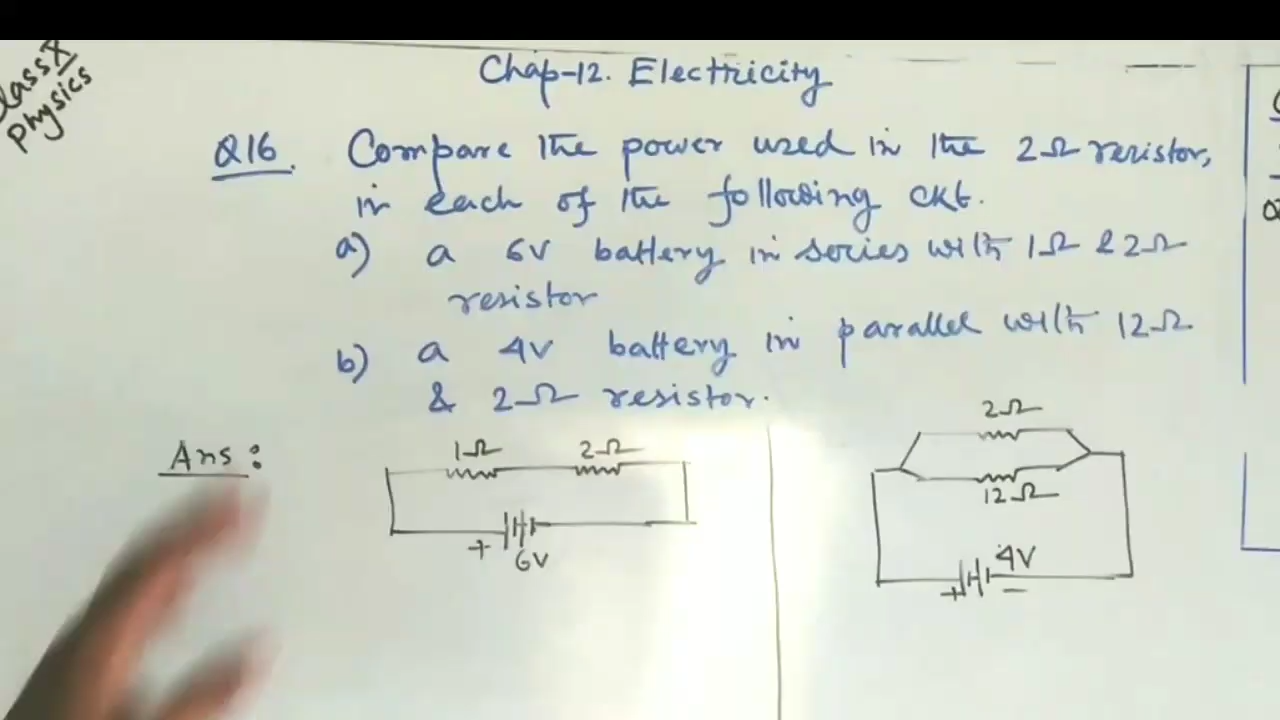 Class X
Physics
Chap-12. Electricity
Q16. Compare the power used in the 2Ω resistor,
in each of the following ckt.
a) a 6V battery in series with 1Ω & 2Ω
resistor
b) a 4V battery in parallel with 12Ω
& 2Ω resistor.
Ans:
1Ω 2Ω
+ 6V
2Ω
12Ω
4V
+ −